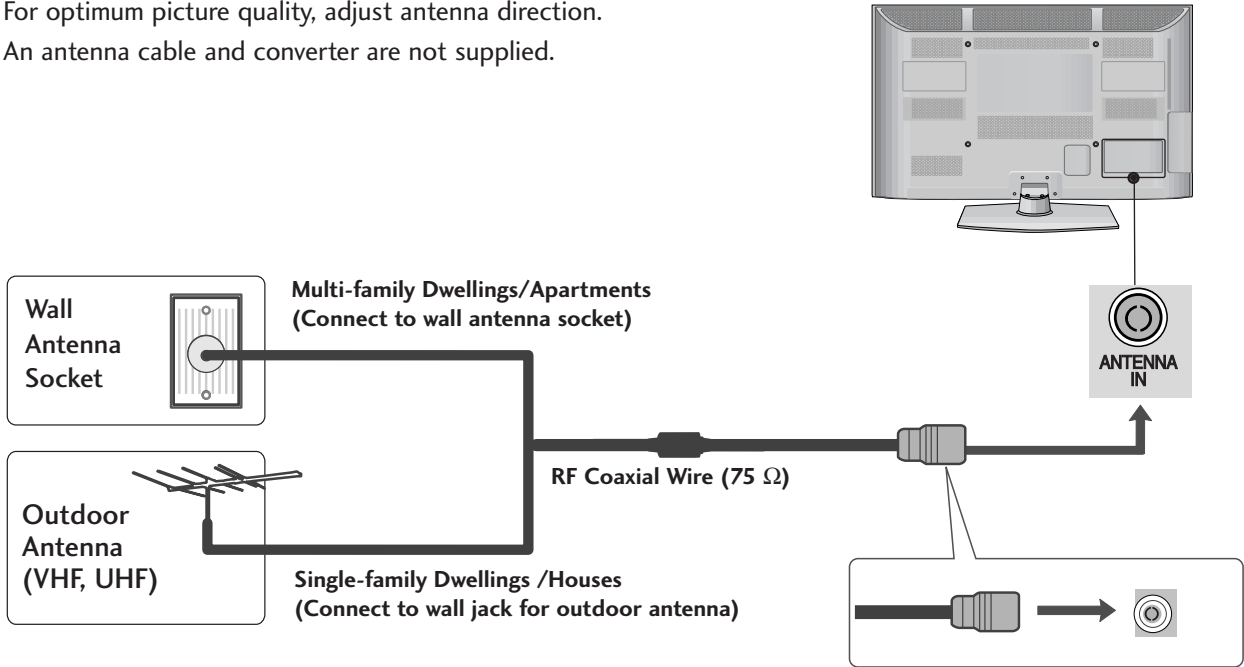 For optimum picture quality, adjust antenna direction.
An antenna cable and converter are not supplied.
Wall
Antenna
Socket
Multi-family Dwellings/Apartments
(Connect to wall antenna socket)
ANTENNA
IN
RF Coaxial Wire (75 Ω)
Outdoor
Antenna
(VHF, UHF)
Single-family Dwellings /Houses
(Connect to wall jack for outdoor antenna)